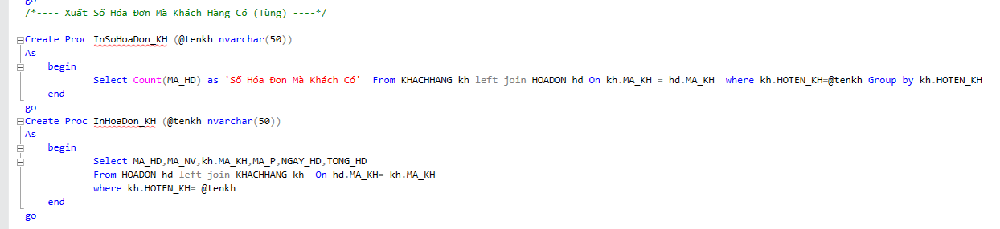 go
/*---- Xuất Số Hóa Đơn Mà Khách Hàng Có (Tùng) ----*/
Create Proc InSoHoaDon_KH (@tenkh nvarchar(50))
As
begin
Select Count(MA_HD) as 'Số Hóa Đơn Mà Khách Có'  From KHACHHANG kh left join HOADON hd On kh.MA_KH = hd.MA_KH  where kh.HOTEN_KH=@tenkh Group by kh.HOTEN_KH
end
go
Create Proc InHoaDon_KH (@tenkh nvarchar(50))
As
begin
Select MA_HD,MA_NV,kh.MA_KH,MA_P,NGAY_HD,TONG_HD
From HOADON hd left join KHACHHANG kh  On hd.MA_KH= kh.MA_KH
where kh.HOTEN_KH= @tenkh
end
go